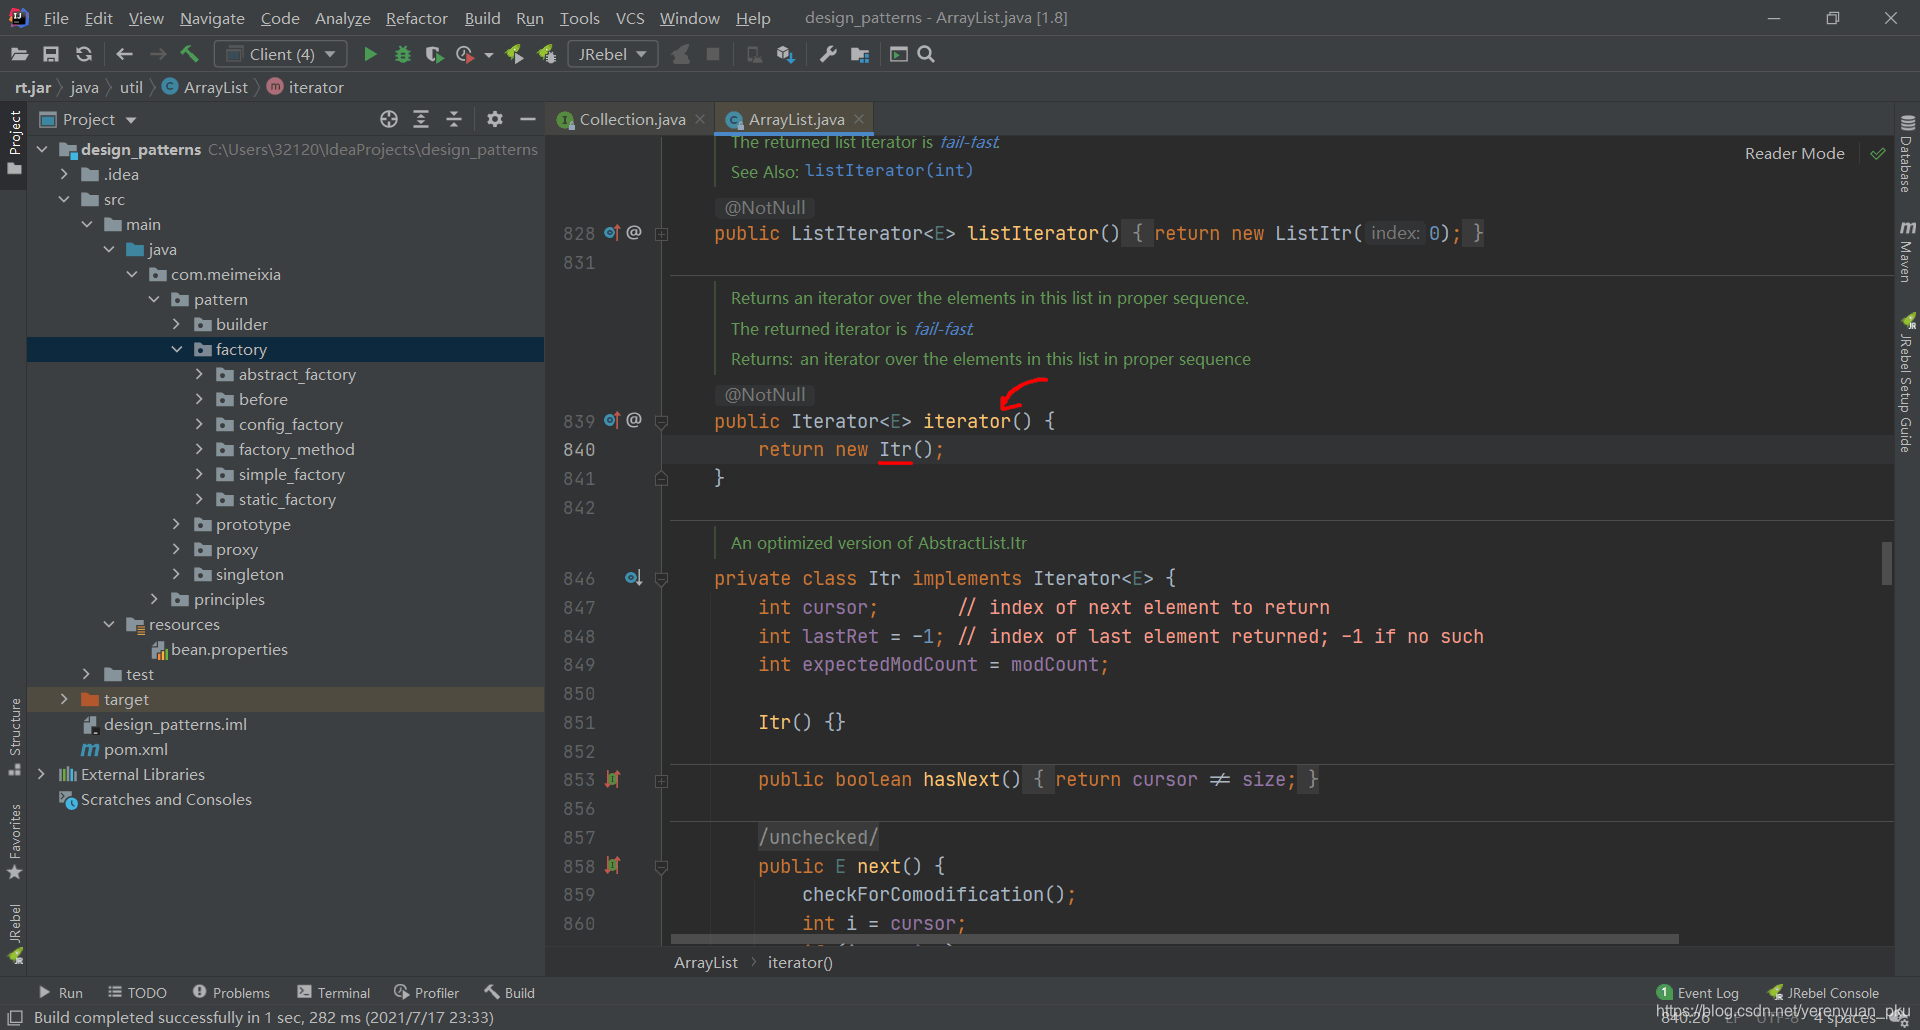 File Edit View Navigate Code Analyze Refactor Build Run Tools VCS Window Help design_patterns - ArrayList.java [1.8]
Client (4) JRebel
rt.jar java util ArrayList iterator
Project
Project
Collection.java ArrayList.java
design_patterns C:\Users\32120\IdeaProjects\design_patterns
.idea
src
main
java
com.meimeixia
pattern
builder
factory
abstract_factory
before
config_factory
factory_method
simple_factory
static_factory
prototype
proxy
singleton
principles
resources
bean.properties
test
target
design_patterns.iml
pom.xml
External Libraries
Scratches and Consoles
Structure
Favorites
JRebel
Reader Mode
The returned list iterator is fail-fast.
See Also: listIterator(int)
@NotNull
828 @ public ListIterator<E> listIterator() { return new ListItr( index: 0); }
831
Returns an iterator over the elements in this list in proper sequence.
The returned iterator is fail-fast.
Returns: an iterator over the elements in this list in proper sequence
@NotNull
839 @ public Iterator<E> iterator() {
840 return new Itr();
841 }
842
An optimized version of AbstractList.Itr
846 private class Itr implements Iterator<E> {
847 int cursor; // index of next element to return
848 int lastRet = -1; // index of last element returned; -1 if no such
849 int expectedModCount = modCount;
850
851 Itr() {}
852
853 public boolean hasNext() { return cursor ≠ size; }
856
857 /unchecked/
858 public E next() {
859 checkForComodification();
860 int i = cursor;
ArrayList iterator()
Database
Maven
JRebel Setup Guide
Run TODO Problems Terminal Profiler Build
1 Event Log JRebel Console
Build completed successfully in 1 sec, 282 ms (2021/7/17 23:33)
840:26 LF UTF-8 4 spaces
https://blog.csdn.net/yerenyuan_pku